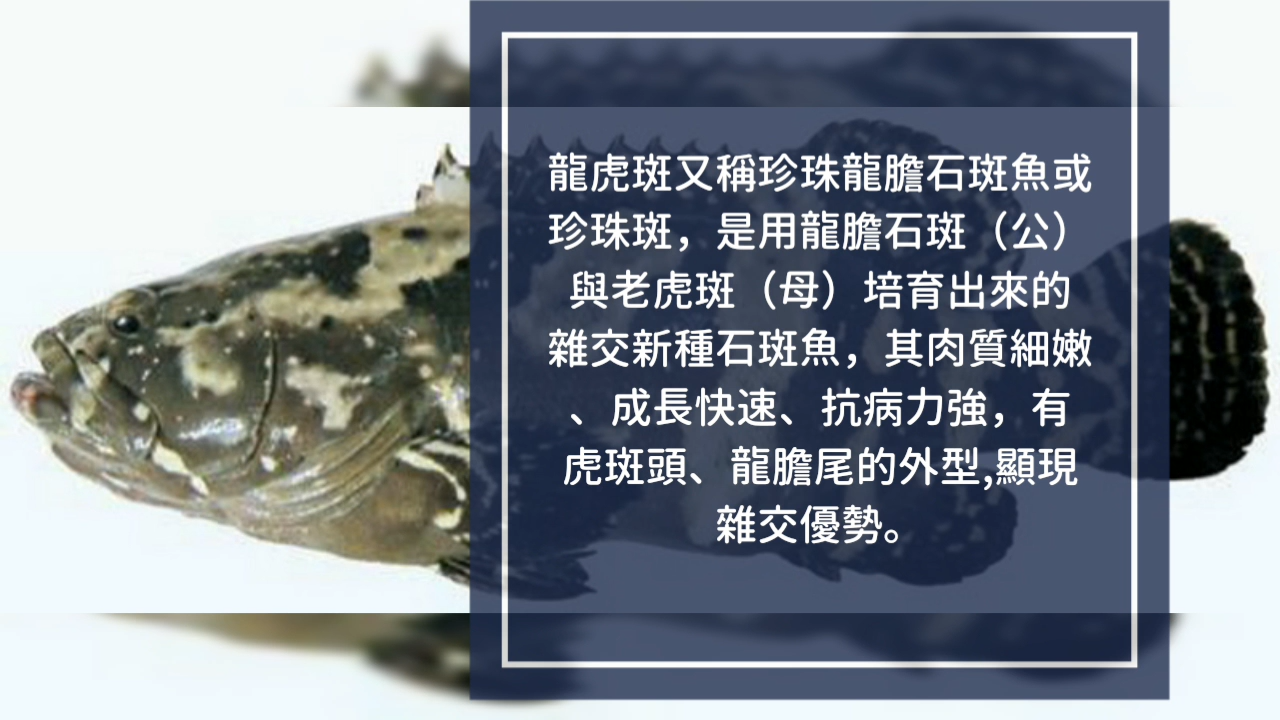 龍虎斑又稱珍珠龍膽石斑魚或
珍珠斑，是用龍膽石斑（公）
與老虎斑（母）培育出來的
雜交新種石斑魚，其肉質細嫩
、成長快速、抗病力強，有
虎斑頭、龍膽尾的外型,顯現
雜交優勢。